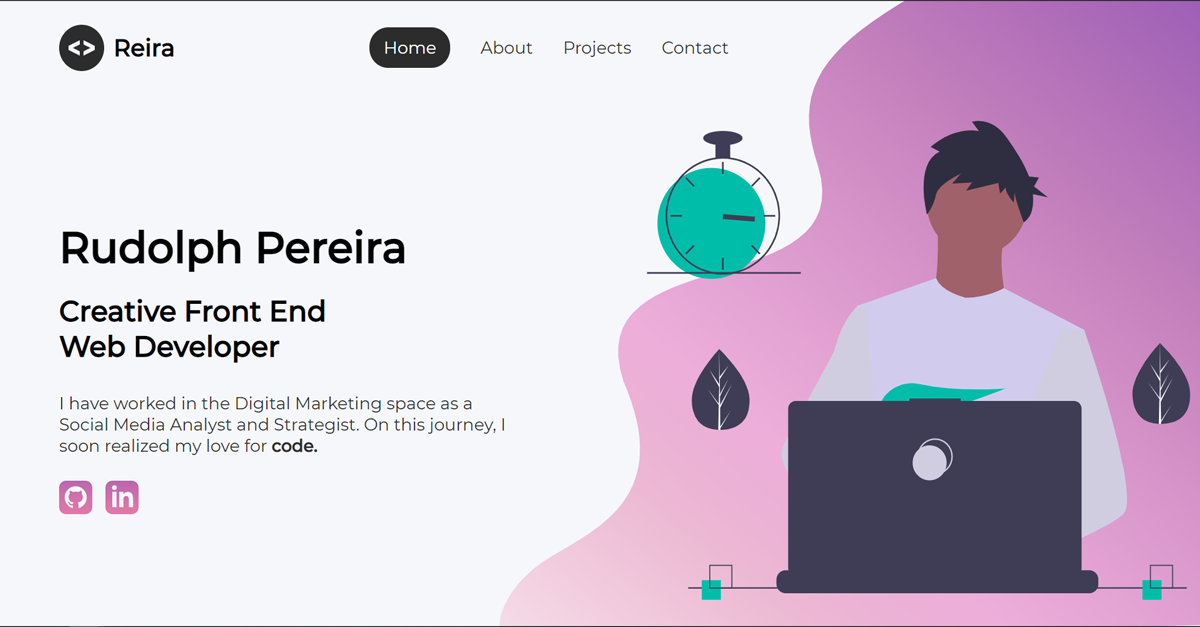 <> Reira
Home About Projects Contact
Rudolph Pereira
Creative Front End
Web Developer
I have worked in the Digital Marketing space as a
Social Media Analyst and Strategist. On this journey, I
soon realized my love for code.
in